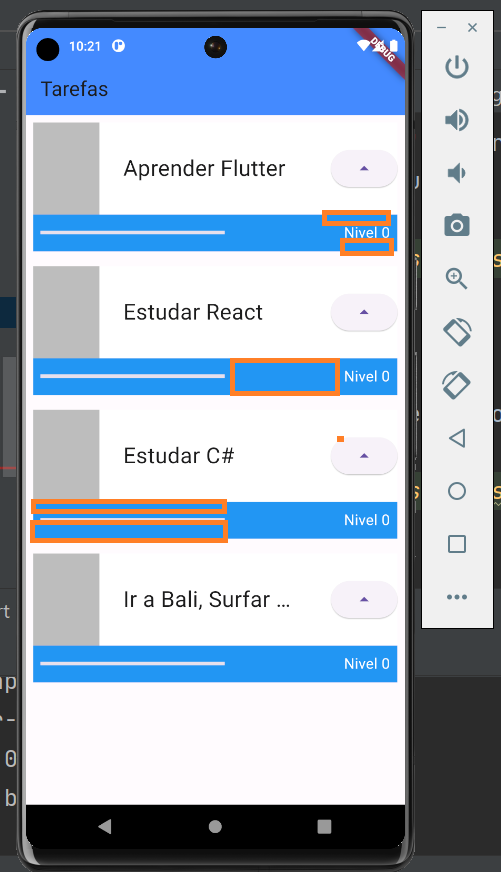 10:21
DEBUG
Tarefas
Aprender Flutter
Nivel 0
Estudar React
Nivel 0
Estudar C#
Nivel 0
Ir a Bali, Surfar ...
Nivel 0